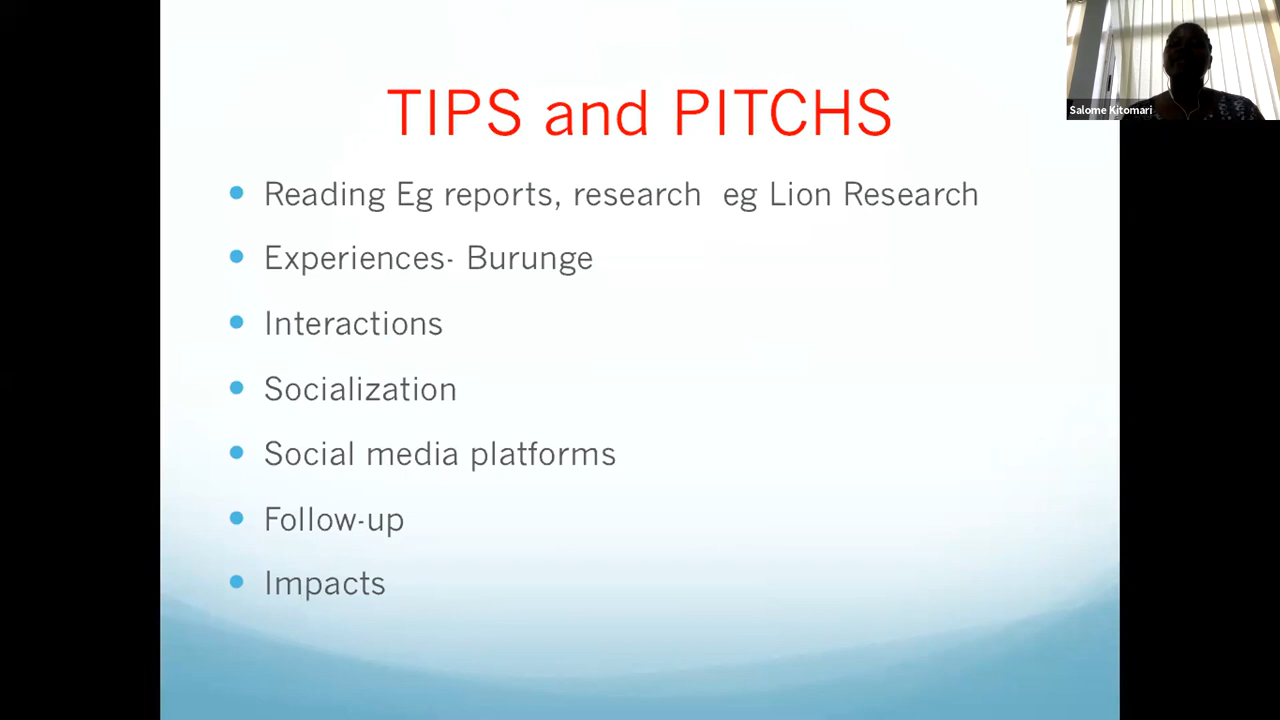 TIPS and PITCHS
Salome Kitomari
Reading Eg reports, research  eg Lion Research
Experiences- Burunge
Interactions
Socialization
Social media platforms
Follow-up
Impacts